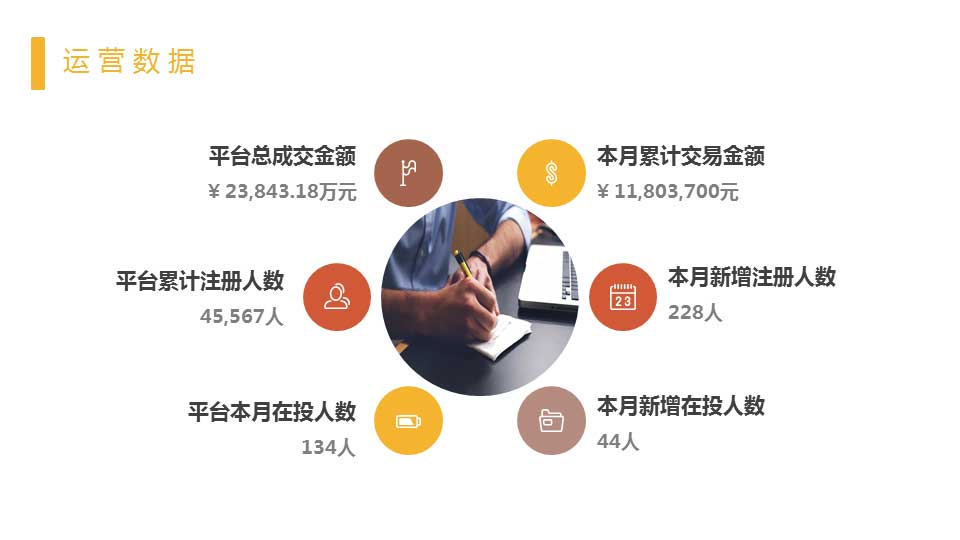 运营数据
平台总成交金额
¥ 23,843.18万元
本月累计交易金额
¥ 11,803,700元
平台累计注册人数
45,567人
本月新增注册人数
228人
23
平台本月在投人数
134人
本月新增在投人数
44人